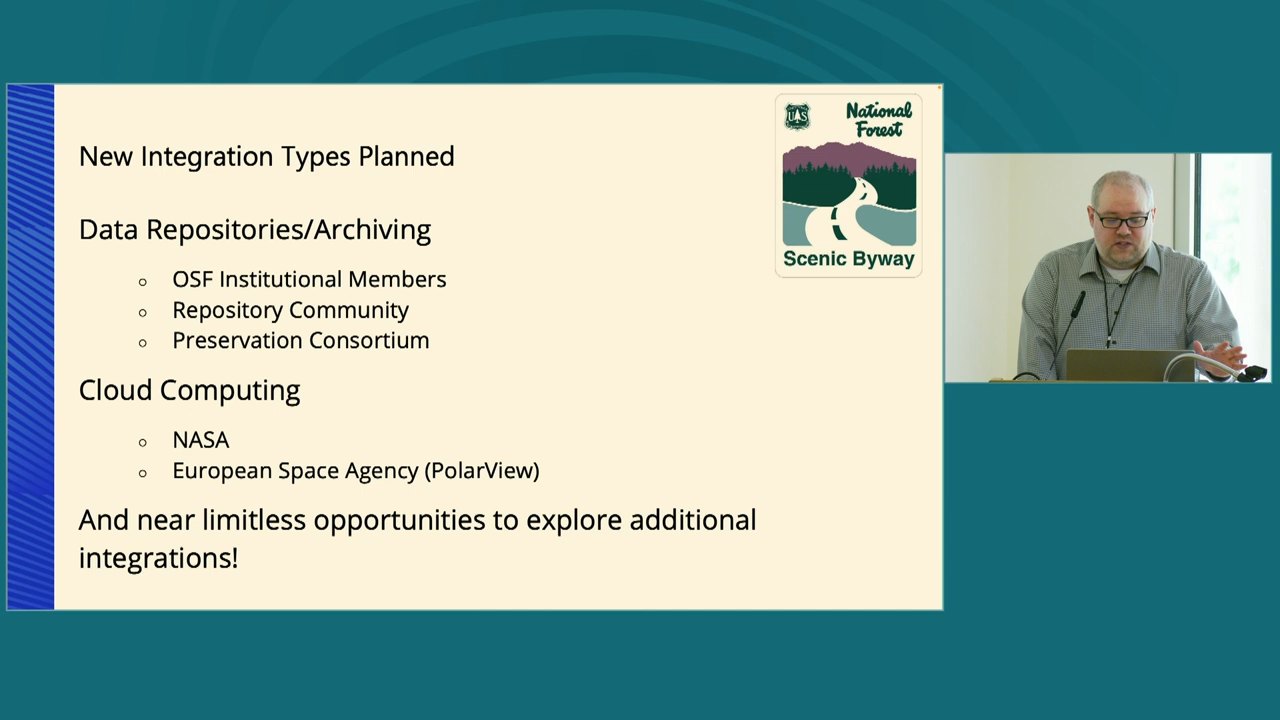 New Integration Types Planned
Data Repositories/Archiving
OSF Institutional Members
Repository Community
Preservation Consortium
Cloud Computing
NASA
European Space Agency (PolarView)
And near limitless opportunities to explore additional
integrations!
U S
National
Forest
Scenic Byway